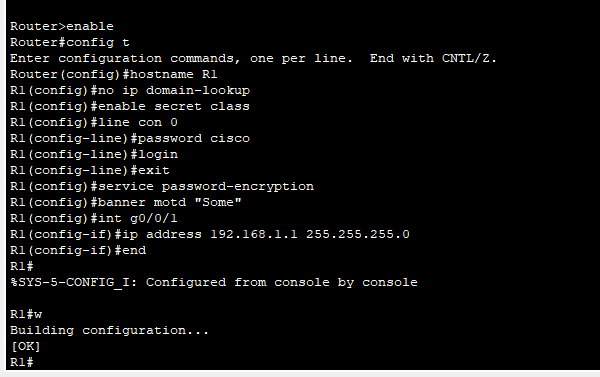 Router>enable
Router#config t
Enter configuration commands, one per line.  End with CNTL/Z.
Router(config)#hostname R1
R1(config)#no ip domain-lookup
R1(config)#enable secret class
R1(config)#line con 0
R1(config-line)#password cisco
R1(config-line)#login
R1(config-line)#exit
R1(config)#service password-encryption
R1(config)#banner motd "Some"
R1(config)#int g0/0/1
R1(config-if)#ip address 192.168.1.1 255.255.255.0
R1(config-if)#end
R1#
%SYS-5-CONFIG_I: Configured from console by console
R1#w
Building configuration...
[OK]
R1#